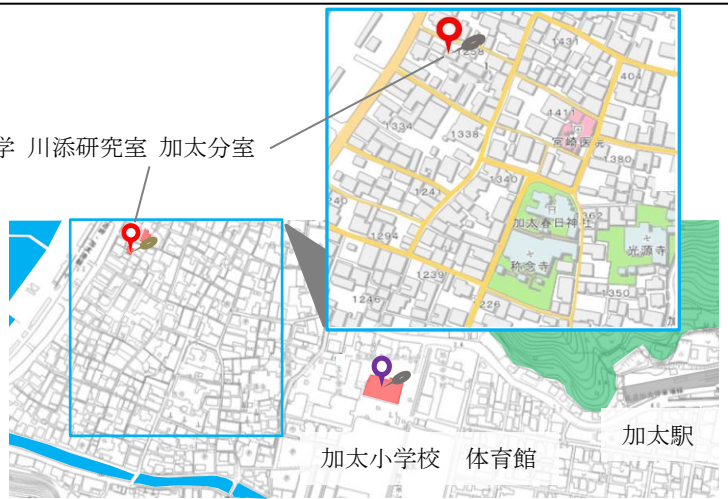 1258
1431
404
1411
宮崎医院
1334
1338
1380
1340
1241
加太春日神社
1362
1294
光源寺
称念寺
1239
1350
1246
226
学 川添研究室 加太分室
加太小学校 体育館
加太駅